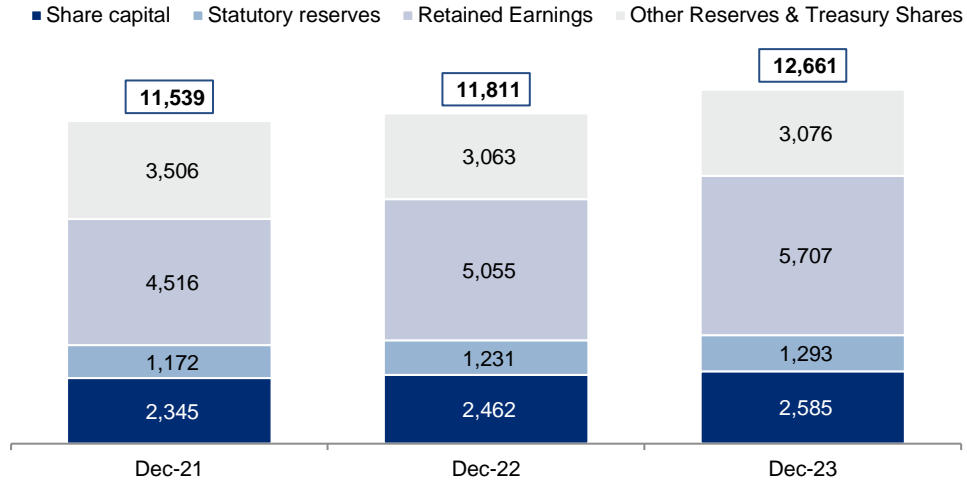 Share capital Statutory reserves Retained Earnings Other Reserves & Treasury Shares
11,539 11,811 12,661
3,506 3,063 3,076
4,516 5,055 5,707
1,172 1,231 1,293
2,345 2,462 2,585
Dec-21 Dec-22 Dec-23